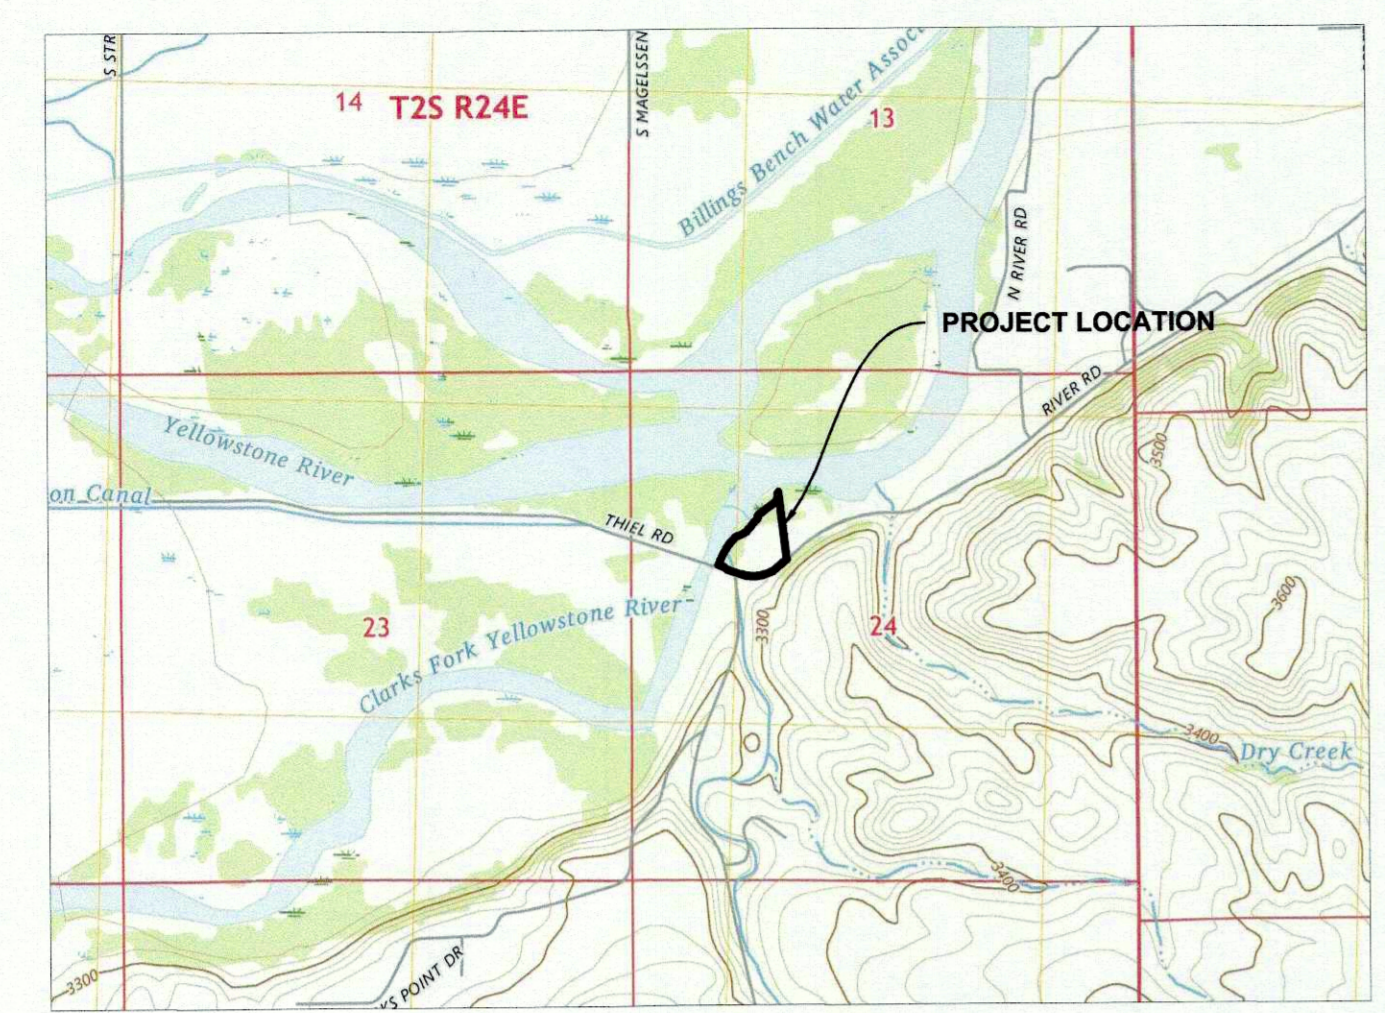 S STR
S MAGELSSEN
14 T2S R24E
13
Billings Bench Water Assoc
N RIVER RD
PROJECT LOCATION
RIVER RD
3500
Yellowstone River
on Canal
THIEL RD
3300
24
3600
23
Clarks Fork Yellowstone River
3400
Dry Creek
3400
KS POINT DR
3300